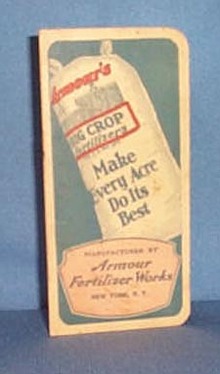 Armour's
BIG CROP
Fertilizers
Make
Every Acre
Do Its
Best
MANUFACTURED BY
Armour
Fertilizer Works
NEW YORK, N.Y.